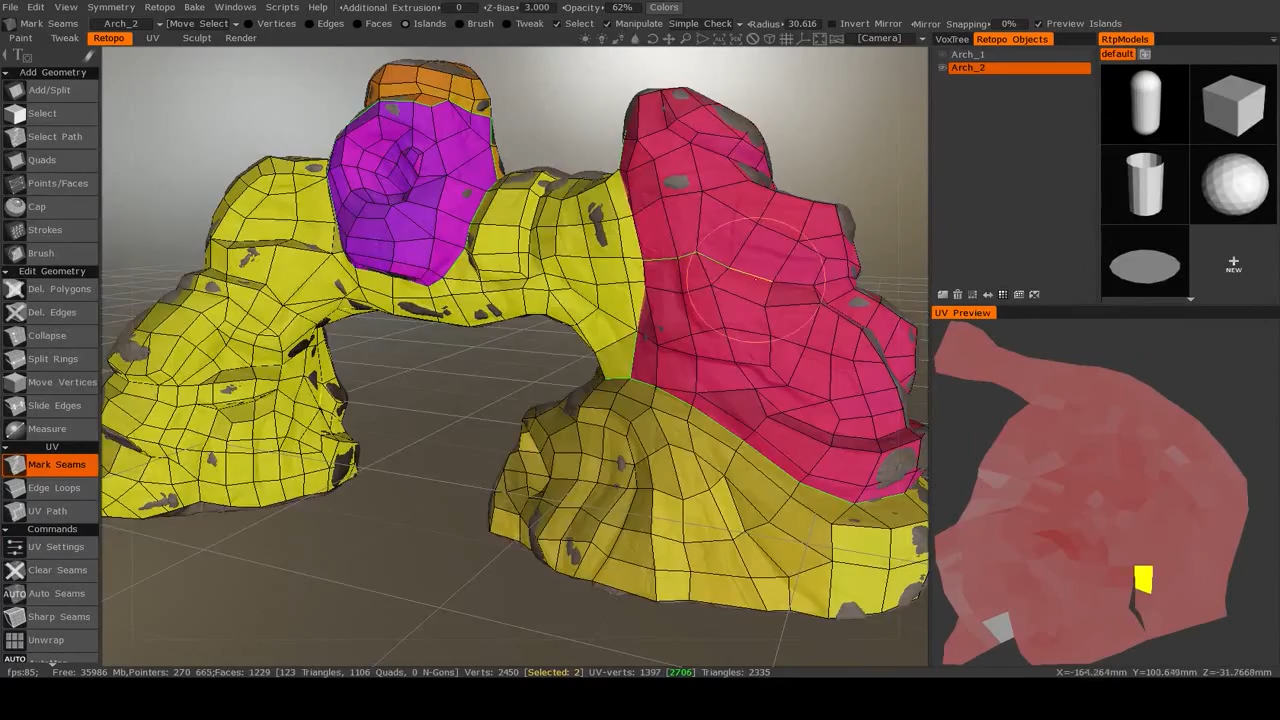 File Edit View Symmetry Retopo Bake Windows Scripts Help Additional Extrusion 0 Z-Bias 3.000 Opacity 62% Colors
Mark Seams Arch_2 [Move Select] Vertices Edges Faces Islands Brush Tweak Select Manipulate Simple Check Radius 30.616 Invert Mirror Mirror Snapping 0% Preview Islands
Paint Tweak Retopo UV Sculpt Render [Camera] VoxTree Retopo Objects RtpModels
Arch_1
Arch_2
default
NEW
UV Preview
Add Geometry
Add/Split
Select
Select Path
Quads
Points/Faces
Cap
Strokes
Brush
Edit Geometry
Del. Polygons
Del. Edges
Collapse
Split Rings
Move Vertices
Slide Edges
Measure
UV
Mark Seams
Edge Loops
UV Path
Commands
UV Settings
Clear Seams
AUTO Auto Seams
Sharp Seams
Unwrap
AUTO
fps:85; Free: 35986 Mb,Pointers: 270 665;Faces: 1229 [123 Triangles, 1106 Quads, 0 N-Gons] Verts: 2450 [Selected: 2] UV-verts: 1397 [2706] Triangles: 2335 X=-164.264mm Y=100.649mm Z=-31.7668mm